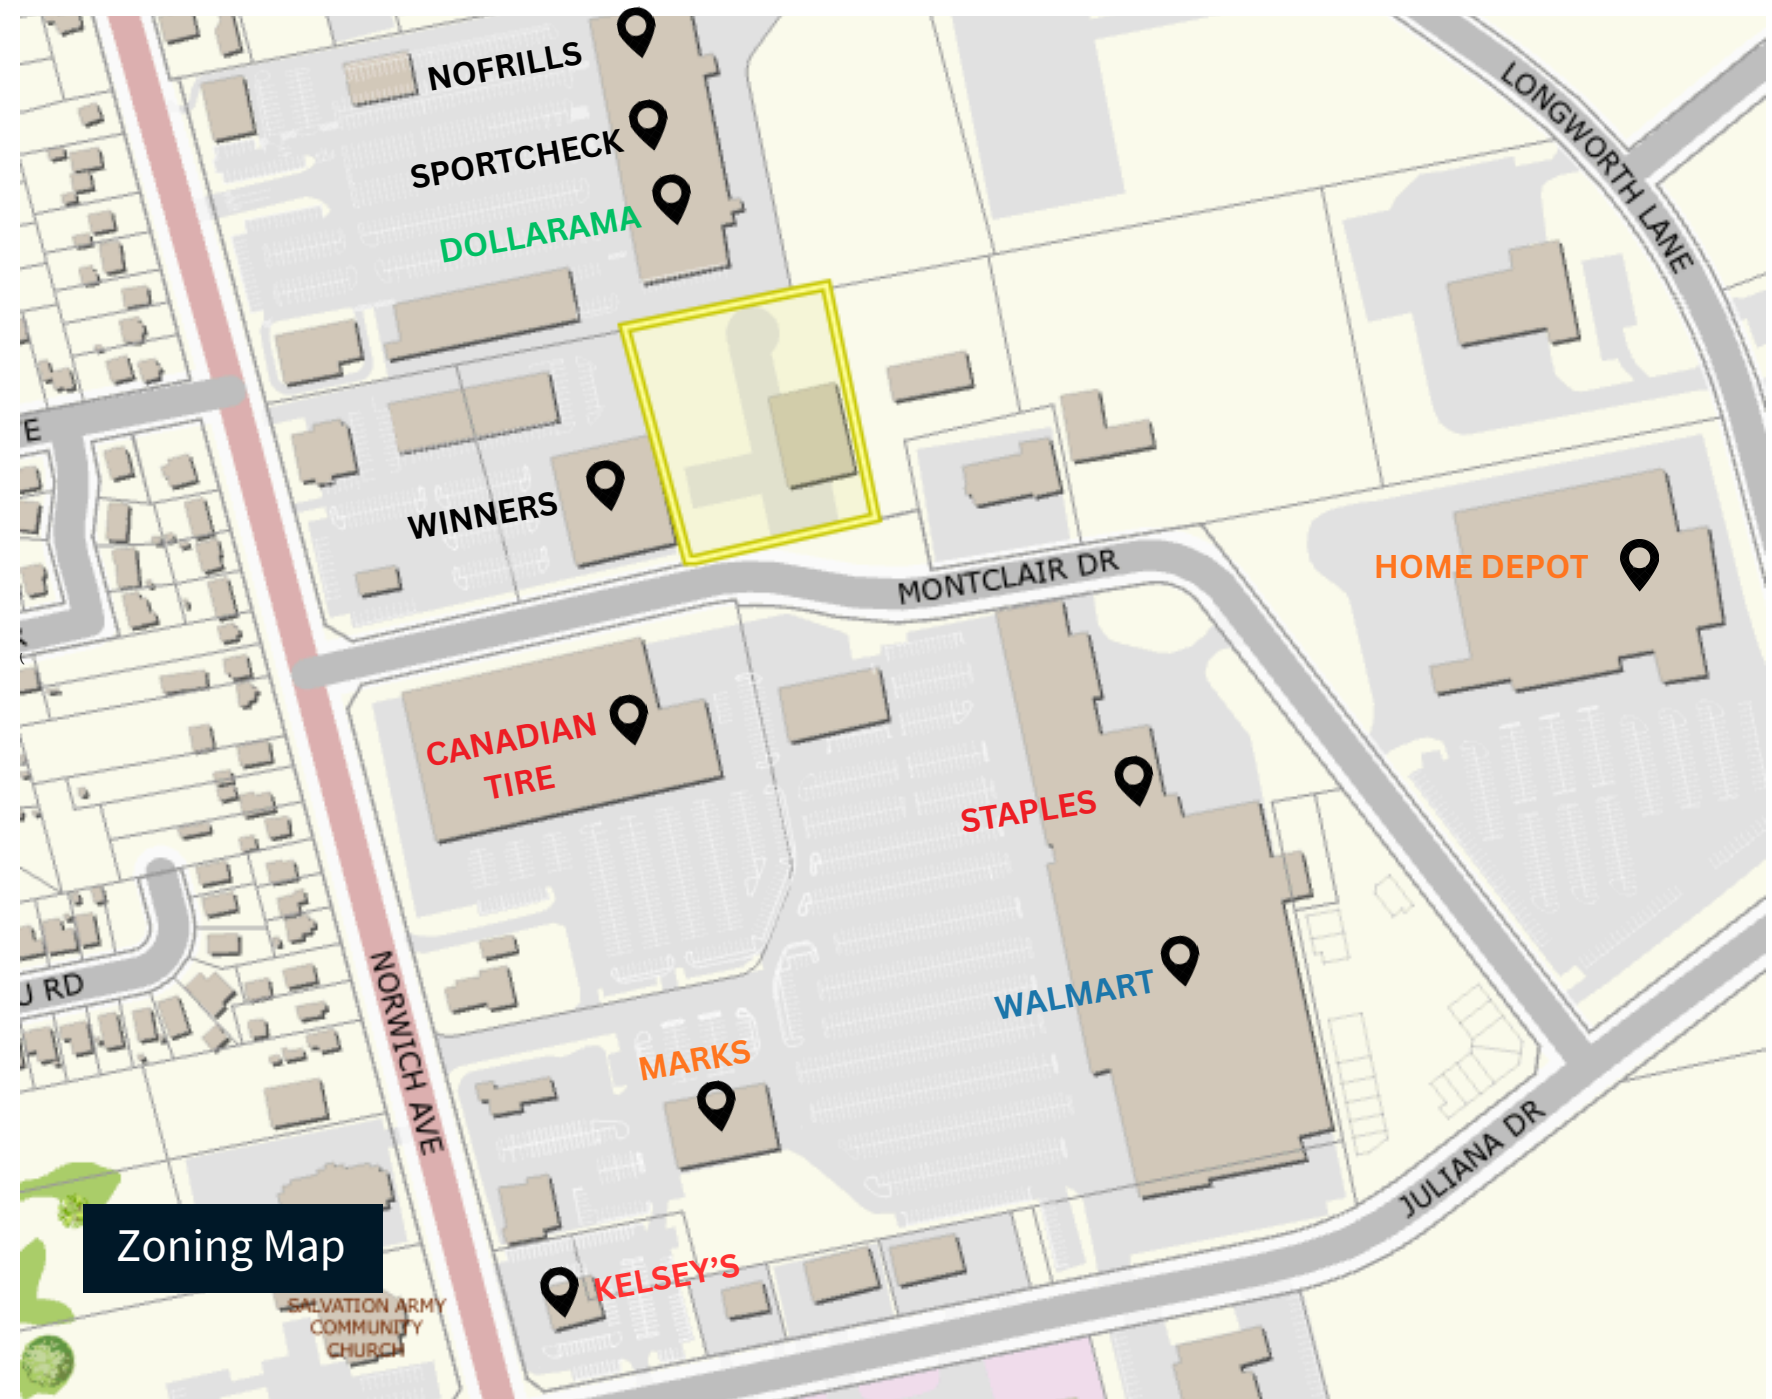 NOFRILLS
SPORTCHECK
DOLLARAMA
LONGWORTH LANE
E
WINNERS
MONTCLAIR DR
HOME DEPOT
CANADIAN
TIRE
STAPLES
WALMART
U RD
NORWICH AVE
MARKS
JULIANA DR
Zoning Map
KELSEY'S
SALVATION ARMY
COMMUNITY
CHURCH